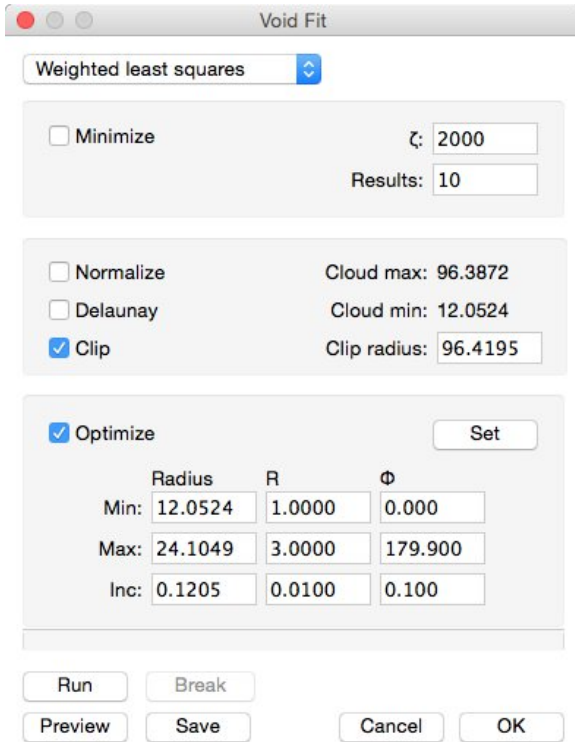 Void Fit
Weighted least squares
Minimize ζ: 2000
Results: 10
Normalize Cloud max: 96.3872
Delaunay Cloud min: 12.0524
Clip Clip radius: 96.4195
Optimize Set
Radius R Φ
Min: 12.0524 1.0000 0.000
Max: 24.1049 3.0000 179.900
Inc: 0.1205 0.0100 0.100
Run Break
Preview Save Cancel OK